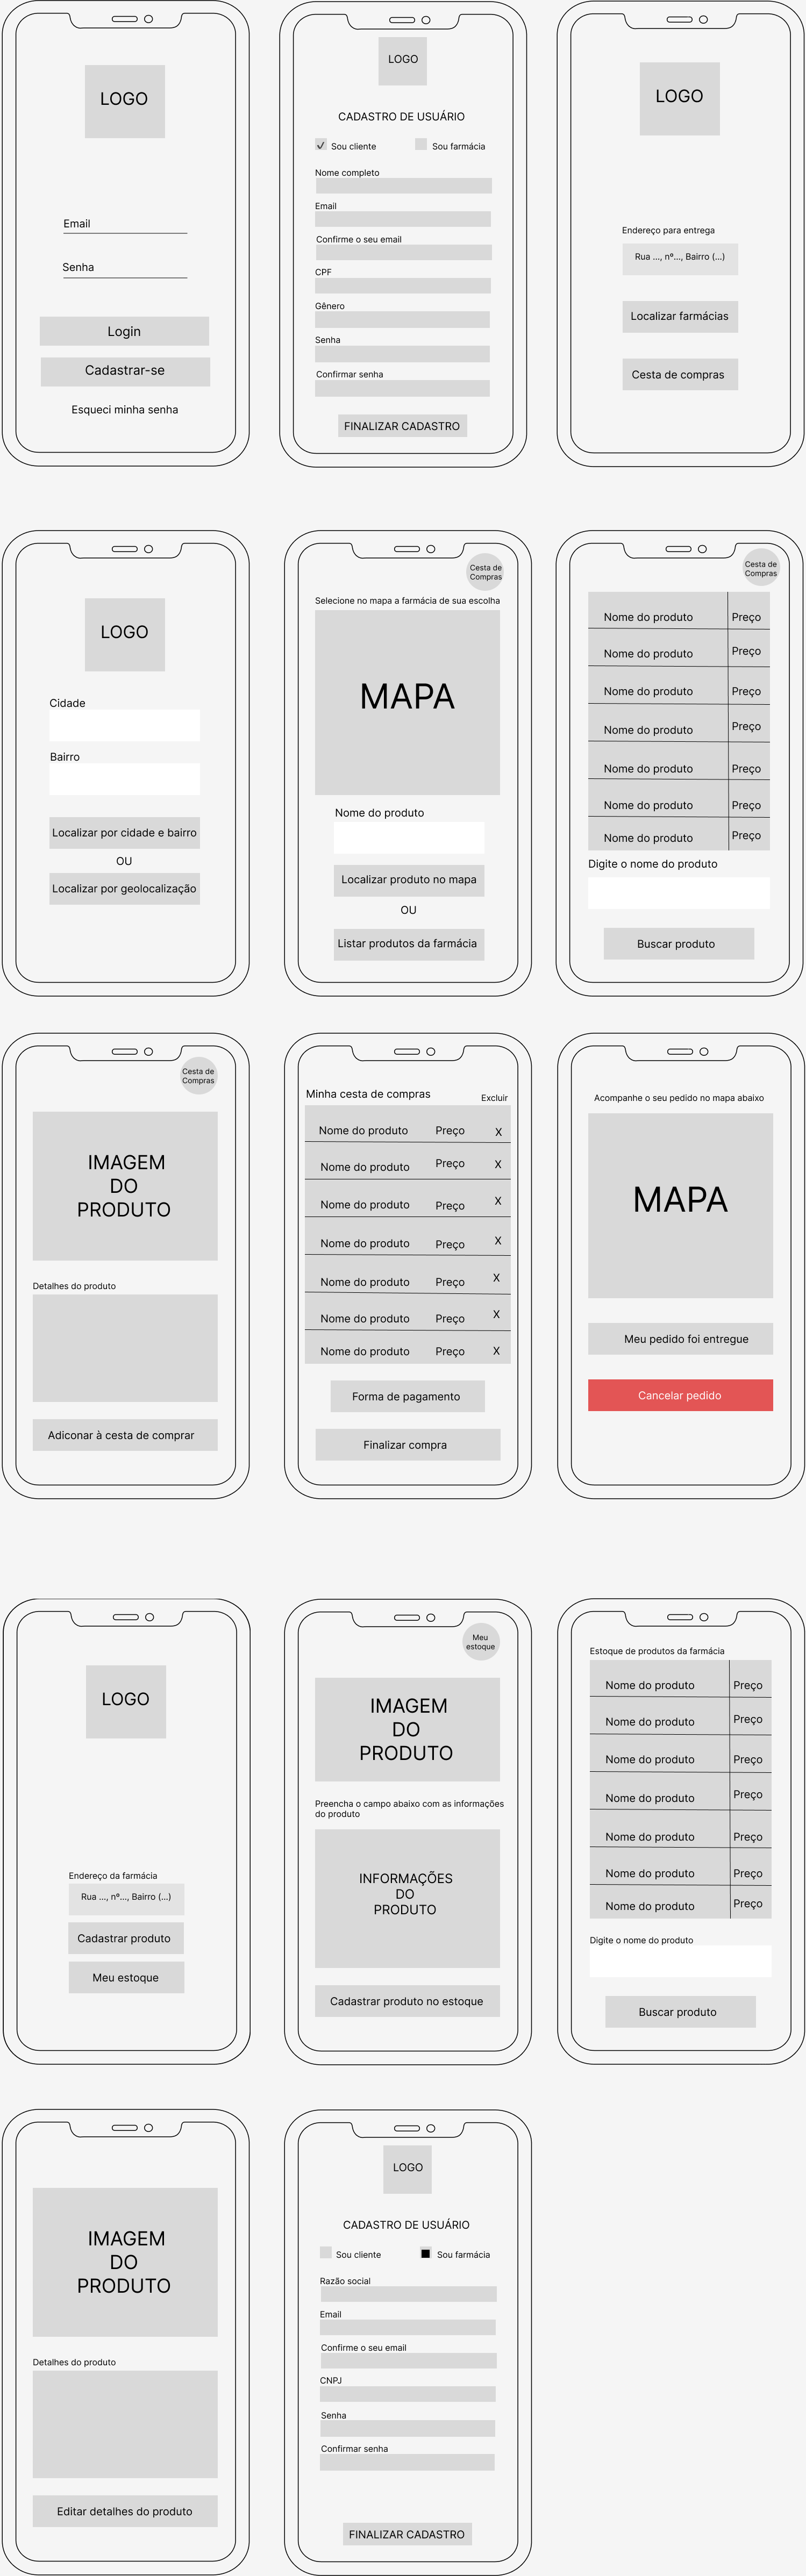 LOGO
Email
Senha
Login
Cadastrar-se
Esqueci minha senha
LOGO
CADASTRO DE USUÁRIO
Sou cliente
Sou farmácia
Nome completo
Email
Confirme o seu email
CPF
Gênero
Senha
Confirmar senha
FINALIZAR CADASTRO
LOGO
Endereço para entrega
Rua ..., nº..., Bairro (...)
Localizar farmácias
Cesta de compras
LOGO
Cidade
Bairro
Localizar por cidade e bairro
OU
Localizar por geolocalização
Cesta de
Compras
Selecione no mapa a farmácia de sua escolha
MAPA
Nome do produto
Localizar produto no mapa
OU
Listar produtos da farmácia
Cesta de
Compras
Nome do produto Preço
Nome do produto Preço
Nome do produto Preço
Nome do produto Preço
Nome do produto Preço
Nome do produto Preço
Nome do produto Preço
Digite o nome do produto
Buscar produto
Cesta de
Compras
IMAGEM
DO
PRODUTO
Detalhes do produto
Adiconar à cesta de comprar
Minha cesta de compras
Excluir
Nome do produto Preço X
Nome do produto Preço X
Nome do produto Preço X
Nome do produto Preço X
Nome do produto Preço X
Nome do produto Preço X
Nome do produto Preço X
Forma de pagamento
Finalizar compra
Acompanhe o seu pedido no mapa abaixo
MAPA
Meu pedido foi entregue
Cancelar pedido
LOGO
Endereço da farmácia
Rua ..., nº..., Bairro (...)
Cadastrar produto
Meu estoque
Meu
estoque
IMAGEM
DO
PRODUTO
Preencha o campo abaixo com as informações
do produto
INFORMAÇÕES
DO
PRODUTO
Cadastrar produto no estoque
Estoque de produtos da farmácia
Nome do produto Preço
Nome do produto Preço
Nome do produto Preço
Nome do produto Preço
Nome do produto Preço
Nome do produto Preço
Nome do produto Preço
Digite o nome do produto
Buscar produto
IMAGEM
DO
PRODUTO
Detalhes do produto
Editar detalhes do produto
LOGO
CADASTRO DE USUÁRIO
Sou cliente
Sou farmácia
Razão social
Email
Confirme o seu email
CNPJ
Senha
Confirmar senha
FINALIZAR CADASTRO